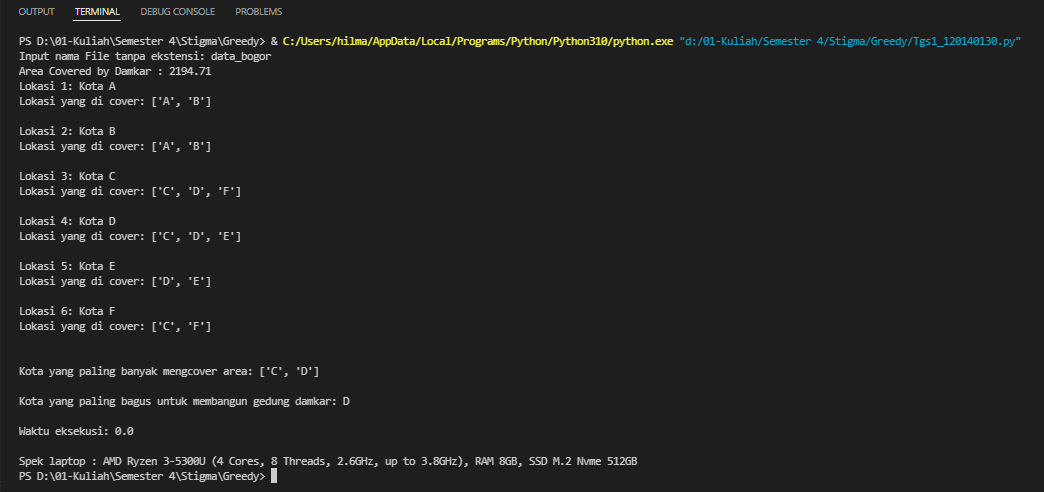 OUTPUT TERMINAL DEBUG CONSOLE PROBLEMS
PS D:\01-Kuliah\Semester 4\Stigma\Greedy> & C:/Users/hilma/AppData/Local/Programs/Python/Python310/python.exe "d:/01-Kuliah/Semester 4/Stigma/Greedy/Tgs1_120140130.py"
Input nama File tanpa ekstensi: data_bogor
Area Covered by Damkar : 2194.71
Lokasi 1: Kota A
Lokasi yang di cover: ['A', 'B']
Lokasi 2: Kota B
Lokasi yang di cover: ['A', 'B']
Lokasi 3: Kota C
Lokasi yang di cover: ['C', 'D', 'F']
Lokasi 4: Kota D
Lokasi yang di cover: ['C', 'D', 'E']
Lokasi 5: Kota E
Lokasi yang di cover: ['D', 'E']
Lokasi 6: Kota F
Lokasi yang di cover: ['C', 'F']
Kota yang paling banyak mengcover area: ['C', 'D']
Kota yang paling bagus untuk membangun gedung damkar: D
Waktu eksekusi: 0.0
Spek laptop : AMD Ryzen 3-5300U (4 Cores, 8 Threads, 2.6GHz, up to 3.8GHz), RAM 8GB, SSD M.2 Nvme 512GB
PS D:\01-Kuliah\Semester 4\Stigma\Greedy>